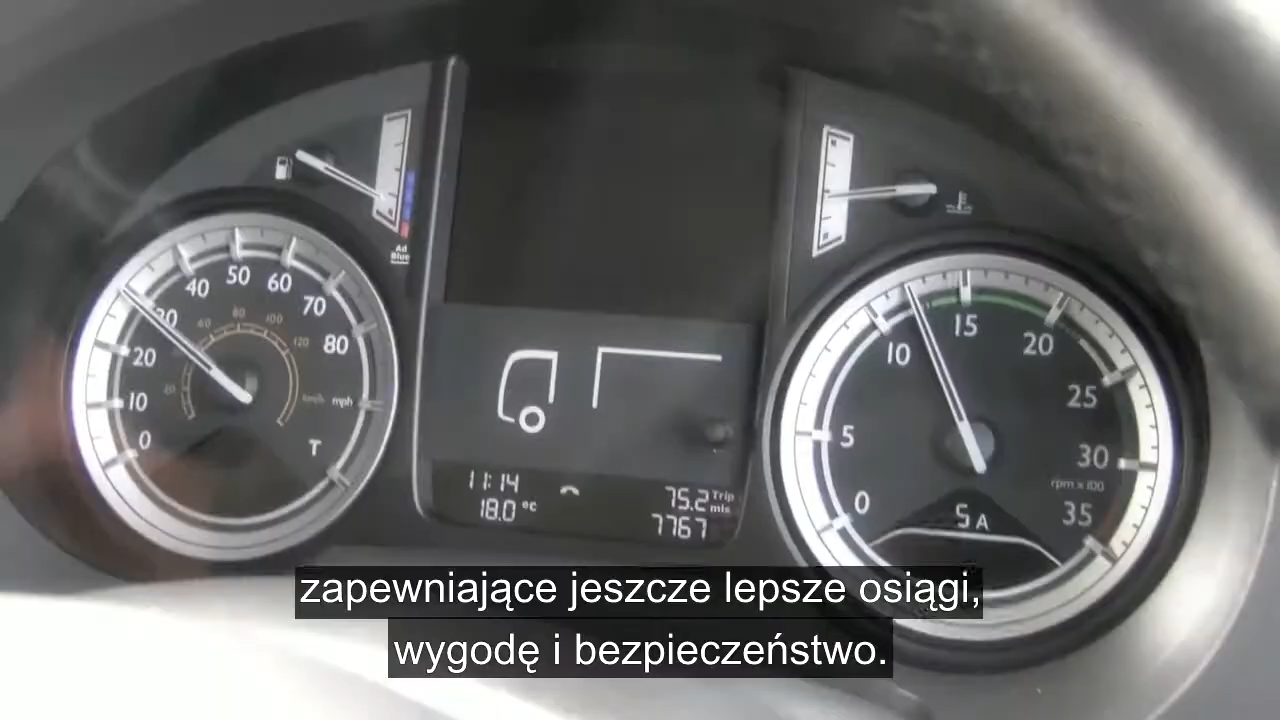 Ad
Blue
50
40
60
30
70
20
80
10
0
20
60
80
100
120
km/h
mph
T
11:14
18.0 °C
75.2 Trip
mls
7767
15
10
20
25
5
30
rpm x 100
0
35
5 A
zapewniające jeszcze lepsze osiągi,
wygodę i bezpieczeństwo.